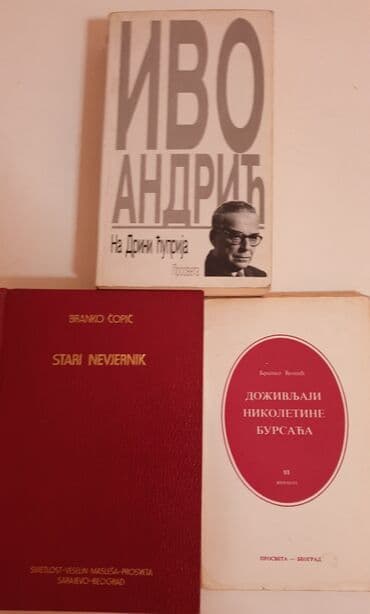 ИВО
АНДРИЋ
На Дрини ћуприја
Просвета
BRANKO ĆOPIĆ
STARI NEVJERNIK
SVJETLOST-VESELIN MASLEŠA-PROSVETA
SARAJEVO-BEOGRAD
Бранко Ћопић
ДОЖИВЉАЈИ
НИКОЛЕТИНЕ
БУРСАЋА
ПРОСВЕТА — БЕОГРАД